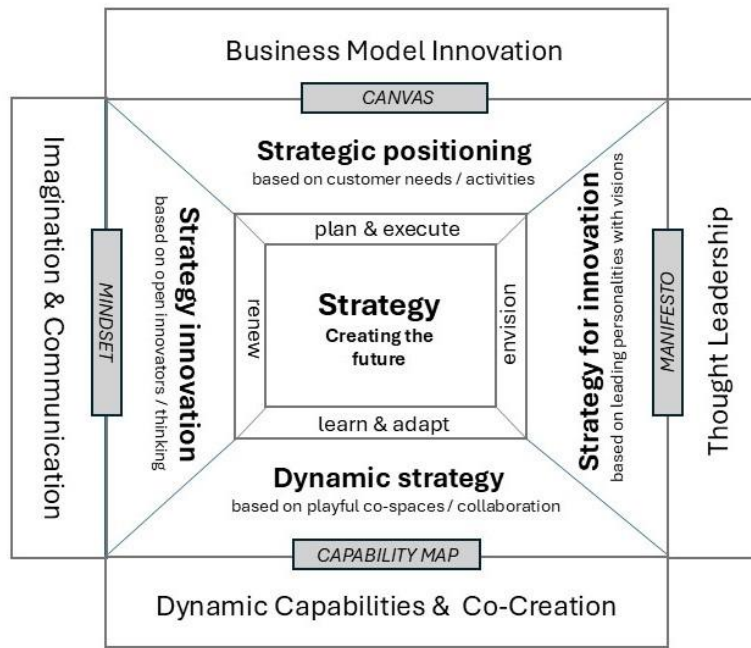 Business Model Innovation
CANVAS
Strategic positioning
based on customer needs / activities
plan & execute
Imagination & Communication
MINDSET
Strategy innovation
based on open innovators / thinking
renew
Strategy
Creating the
future
envision
Strategy for innovation
based on leading personalities with visions
MANIFESTO
Thought Leadership
learn & adapt
Dynamic strategy
based on playful co-spaces / collaboration
CAPABILITY MAP
Dynamic Capabilities & Co-Creation